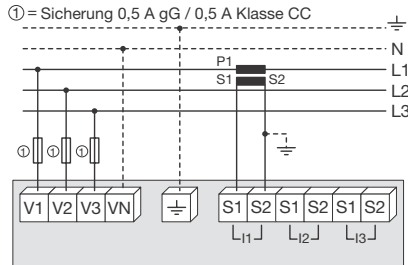 ① = Sicherung 0,5 A gG / 0,5 A Klasse CC
N
P1
L1
S1 S2
L2
L3
① ① ①
V1 V2 V3 VN S1 S2 S1 S2 S1 S2
I1 I2 I3